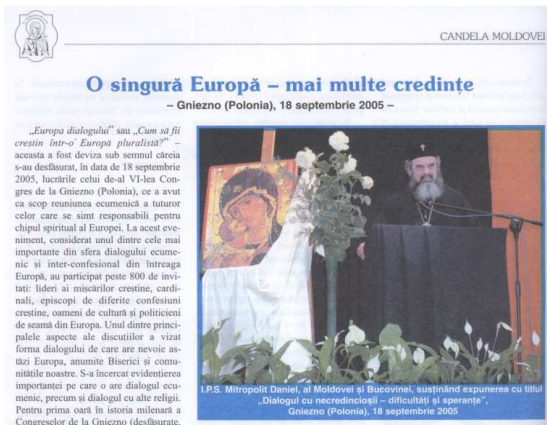 CANDELA MOLDOVEI
O singură Europă – mai multe credințe
– Gniezno (Polonia), 18 septembrie 2005 –
„Europa dialogului” sau „Cum să fii
creștin într-o' Europă pluralistă?” –
aceasta a fost deviza sub semnul căreia
s-au desfășurat, în data de 18 septembrie
2005, lucrările celui de-al VI-lea Con-
gres de la Gniezno (Polonia), ce a avut
ca scop reuniunea ecumenică a tuturor
celor care se simt responsabili pentru
chipul spiritual al Europei. La acest eve-
niment, considerat unul dintre cele mai
importante din sfera dialogului ecume-
nic și inter-confesional din întreaga
Europă, au participat peste 800 de invi-
tați: lideri ai mișcărilor creștine, cardi-
nali, episcopi de diferite confesiuni
creștine, oameni de cultură și politicieni
de seamă din Europa. Unul dintre princi-
palele aspecte ale discuțiilor a vizat
forma dialogului de care are nevoie as-
tăzi Europa, anumite Biserici și comu-
nitățile noastre. S-a încercat evidențierea
importanței pe care o are dialogul ecu-
menic, precum și dialogul cu alte religii.
Pentru prima oară în istoria milenară a
Congreselor de la Gniezno (desfășurate,
I.P.S. Mitropolit Daniel, al Moldovei și Bucovinei, susținând expunerea cu titlul
„Dialogul cu necredincioșii – dificultăți și speranțe”,
Gniezno (Polonia), 18 septembrie 2005